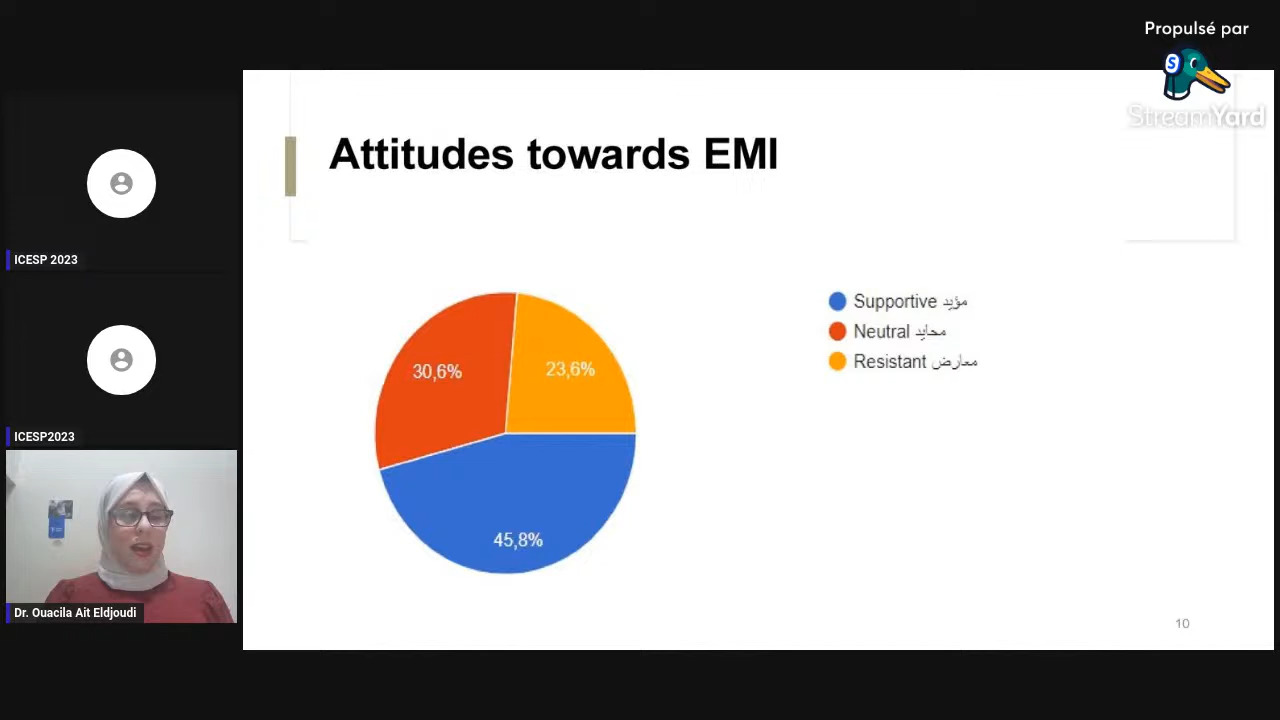 Propulsé par
StreamYard
Attitudes towards EMI
ICESP 2023
Supportive مؤيد
Neutral محايد
Resistant معارض
30,6%
23,6%
ICESP2023
45,8%
Dr. Ouacila Ait Eldjoudi
10